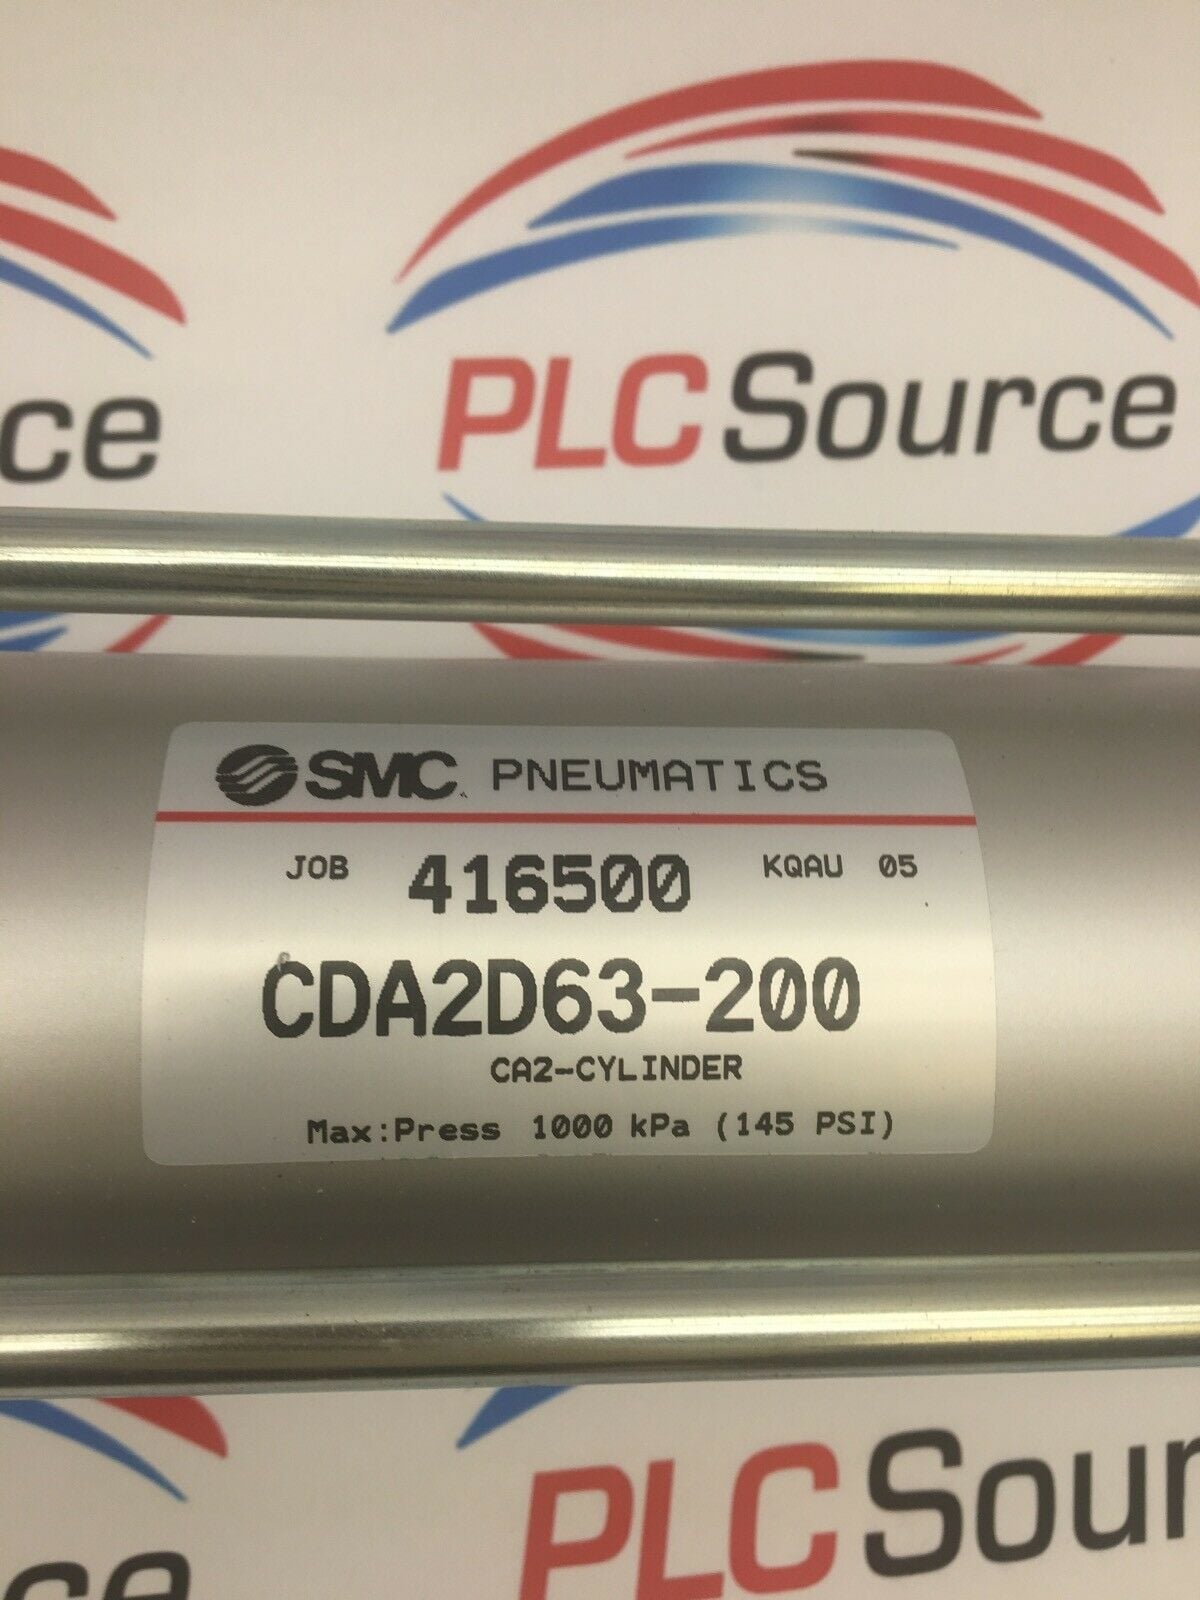 PLC Source
ce
SMC PNEUMATICS
JOB 416500 KQAU 05
CDA2D63-200
CA2-CYLINDER
Max:Press 1000 kPa (145 PSI)
PLC Sour
ce